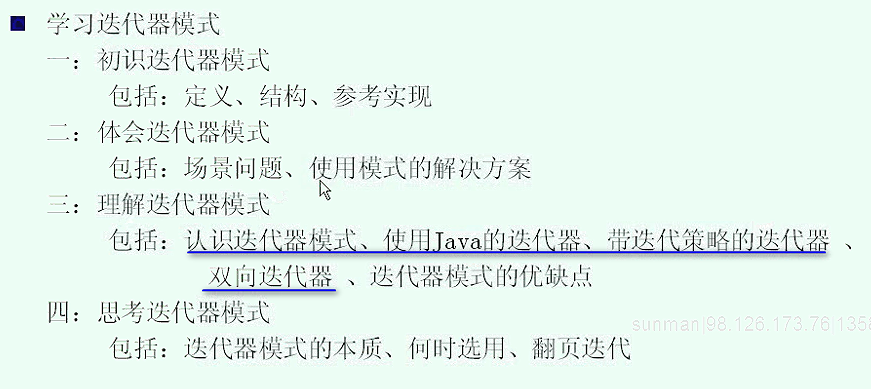 学习迭代器模式
一：初识迭代器模式
包括：定义、结构、参考实现
二：体会迭代器模式
包括：场景问题、使用模式的解决方案
三：理解迭代器模式
包括：认识迭代器模式、使用Java的迭代器、带迭代策略的迭代器 、
双向迭代器 、迭代器模式的优缺点
四：思考迭代器模式
sunman|98.126.173.76|135
包括：迭代器模式的本质、何时选用、翻页迭代